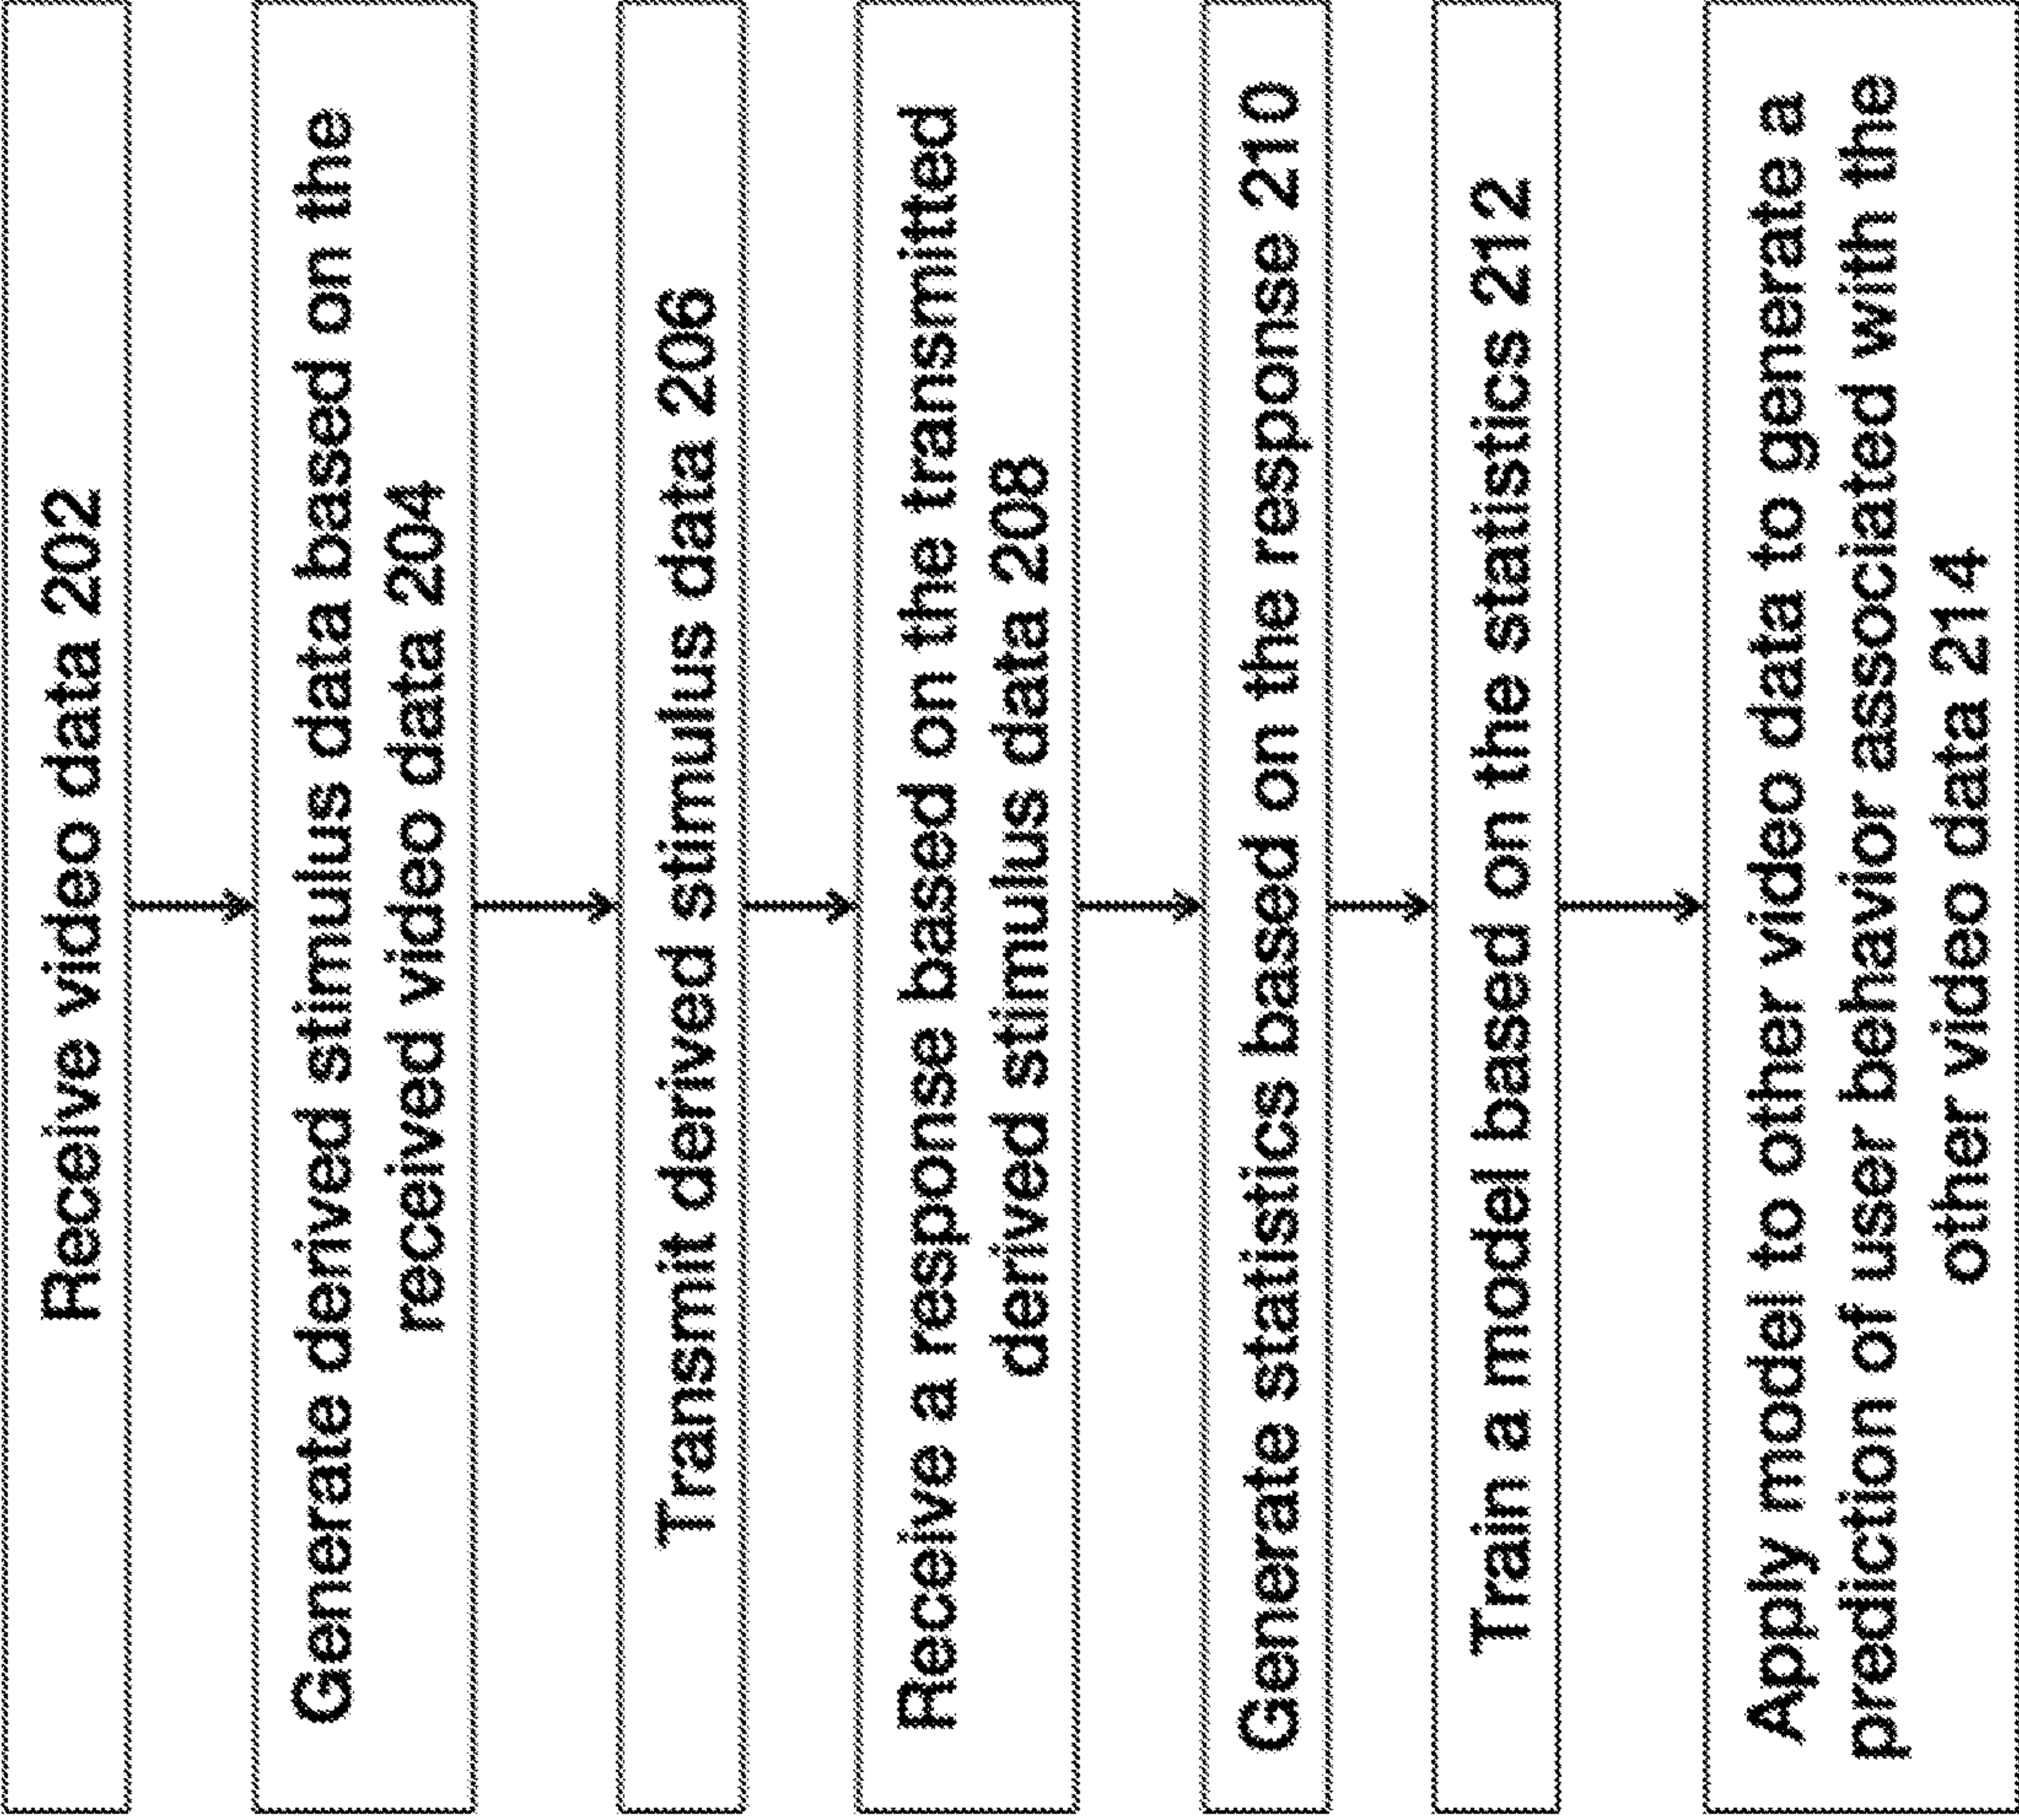 Receive video data 202
Generate derived stimulus data based on the
received video data 204
Transmit derived stimulus data 206
Receive a response based on the transmitted
derived stimulus data 208
Generate statistics based on the response 210
Train a model based on the statistics 212
Apply model to other video data to generate a
prediction of user behavior associated with the
other video data 214